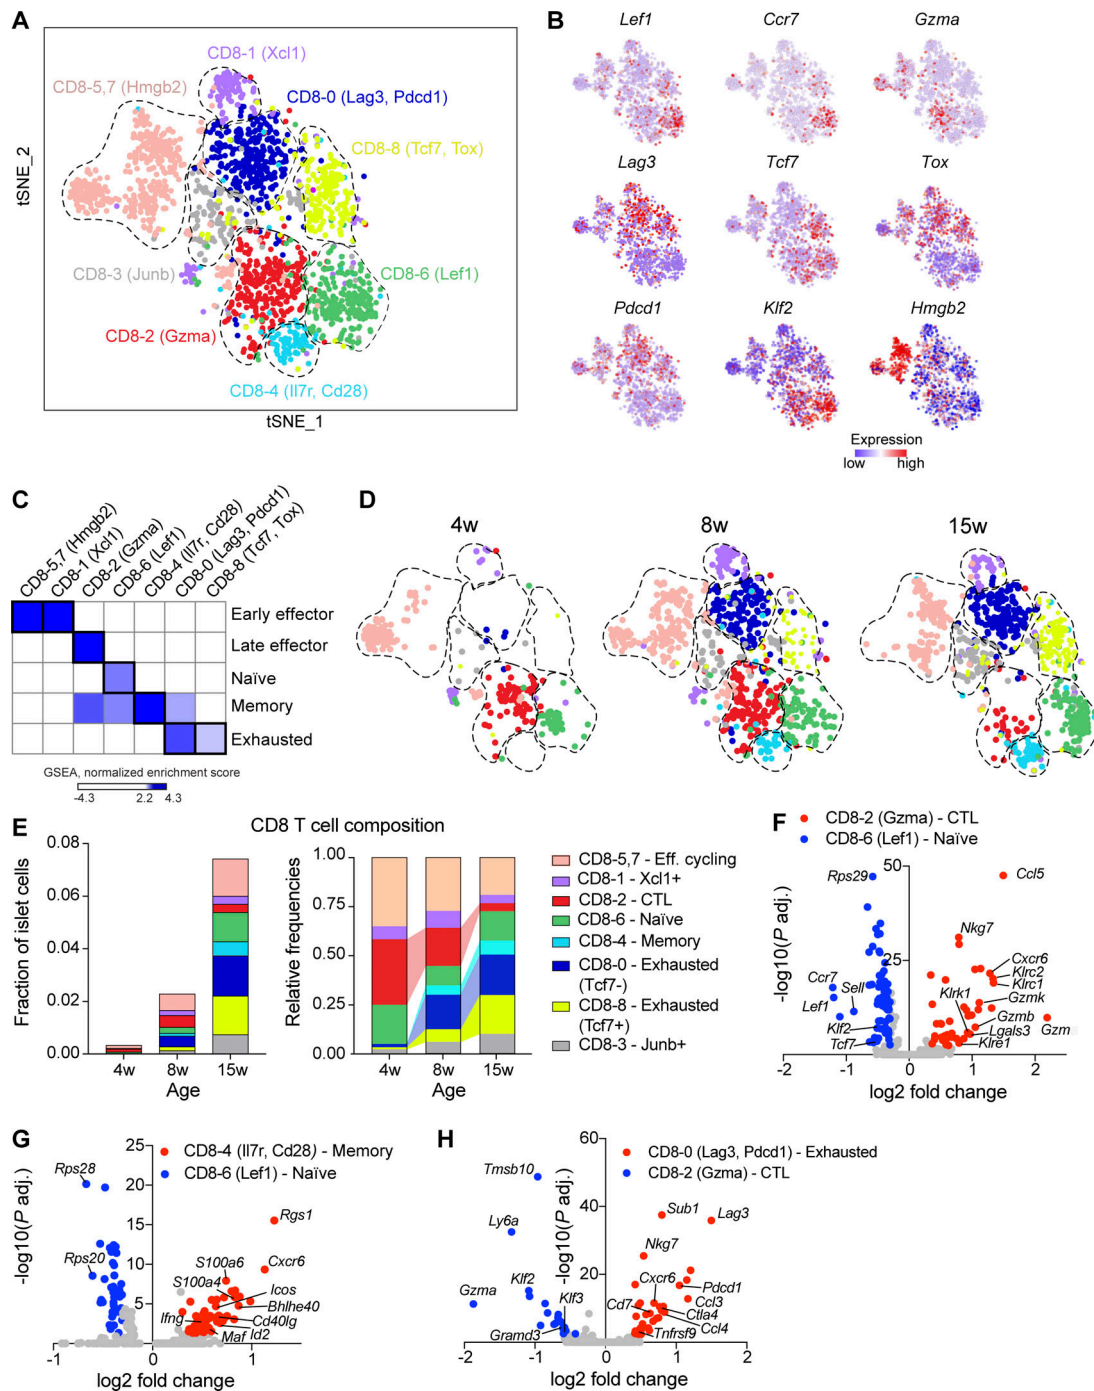 A
CD8-1 (Xcl1)
CD8-5,7 (Hmgb2)
CD8-0 (Lag3, Pdcd1)
CD8-8 (Tcf7, Tox)
CD8-3 (Junb)
CD8-6 (Lef1)
CD8-2 (Gzma)
CD8-4 (Il7r, Cd28)
tSNE_2
tSNE_1
B
Lef1
Ccr7
Gzma
Lag3
Tcf7
Tox
Pdcd1
Klf2
Hmgb2
Expression
low
high
C
CD8-5,7 (Hmgb2)
CD8-1 (Xcl1)
CD8-2 (Gzma)
CD8-6 (Lef1)
CD8-4 (Il7r, Cd28)
CD8-0 (Lag3, Pdcd1)
CD8-8 (Tcf7, Tox)
Early effector
Late effector
Naïve
Memory
Exhausted
GSEA, normalized enrichment score
-4.3
2.2
4.3
D
4w
8w
15w
E
CD8 T cell composition
Fraction of islet cells
0.08
0.06
0.04
0.02
0.00
4w
8w
15w
Age
Relative frequencies
1.00
0.75
0.50
0.25
0.00
4w
8w
15w
Age
CD8-5,7 - Eff. cycling
CD8-1 - Xcl1+
CD8-2 - CTL
CD8-6 - Naïve
CD8-4 - Memory
CD8-0 - Exhausted
(Tcf7-)
CD8-8 - Exhausted
(Tcf7+)
CD8-3 - Junb+
F
CD8-2 (Gzma) - CTL
CD8-6 (Lef1) - Naïve
-log10(P adj.)
50
25
Rps29
Ccl5
Nkg7
Cxcr6
Klrc2
Klrc1
Klrk1
Gzmk
Gzmb
Gzm
Lgals3
Klre1
Ccr7
Sell
Lef1
Klf2
Tcf7
-2
-1
0
1
2
log2 fold change
G
CD8-4 (Il7r, Cd28) - Memory
CD8-6 (Lef1) - Naïve
-log10(P adj.)
25
20
15
10
5
Rps28
Rgs1
Rps20
S100a6
Cxcr6
S100a4
Icos
Bhlhe40
Ifng
Cd40lg
Maf
Id2
-1
0
1
log2 fold change
H
CD8-0 (Lag3, Pdcd1) - Exhausted
CD8-2 (Gzma) - CTL
-log10(P adj.)
60
40
20
0
Tmsb10
Ly6a
Sub1
Lag3
Nkg7
Klf2
Cxcr6
Pdcd1
Gzma
Klf3
Cd7
Ccl3
Ctla4
Gramd3
Tnfrsf9
Ccl4
-2
-1
0
1
2
log2 fold change